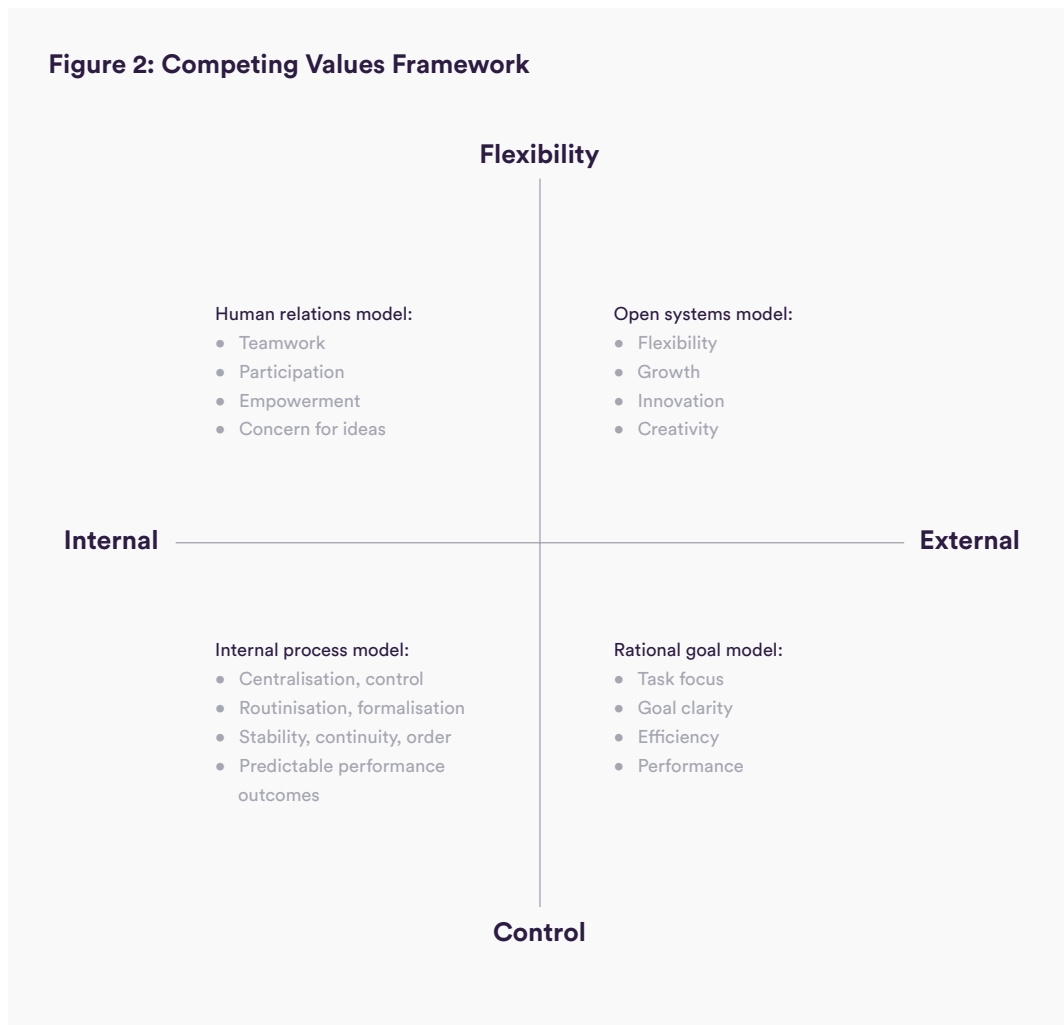 Figure 2: Competing Values Framework
Flexibility
Human relations model:
● Teamwork
● Participation
● Empowerment
● Concern for ideas
Open systems model:
● Flexibility
● Growth
● Innovation
● Creativity
Internal
External
Internal process model:
● Centralisation, control
● Routinisation, formalisation
● Stability, continuity, order
● Predictable performance
outcomes
Rational goal model:
● Task focus
● Goal clarity
● Efficiency
● Performance
Control